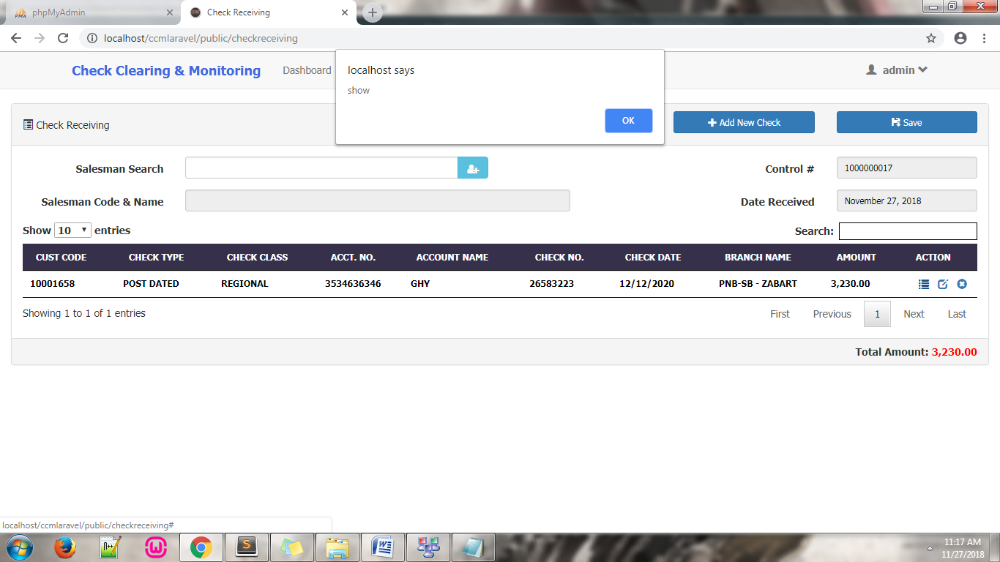 phpMyAdmin
Check Receiving
localhost/ccmlaravel/public/checkreceiving
Check Clearing & Monitoring
Dashboard
admin
localhost says
show
OK
Check Receiving
Add New Check
Save
Salesman Search
Control #
1000000017
Salesman Code & Name
Date Received
November 27, 2018
Show 10 entries
Search:
CUST CODE CHECK TYPE CHECK CLASS ACCT. NO. ACCOUNT NAME CHECK NO. CHECK DATE BRANCH NAME AMOUNT ACTION
10001658 POST DATED REGIONAL 3534636346 GHY 26583223 12/12/2020 PNB-SB - ZABART 3,230.00
Showing 1 to 1 of 1 entries
First Previous 1 Next Last
Total Amount: 3,230.00
localhost/ccmlaravel/public/checkreceiving#
11:17 AM
11/27/2018